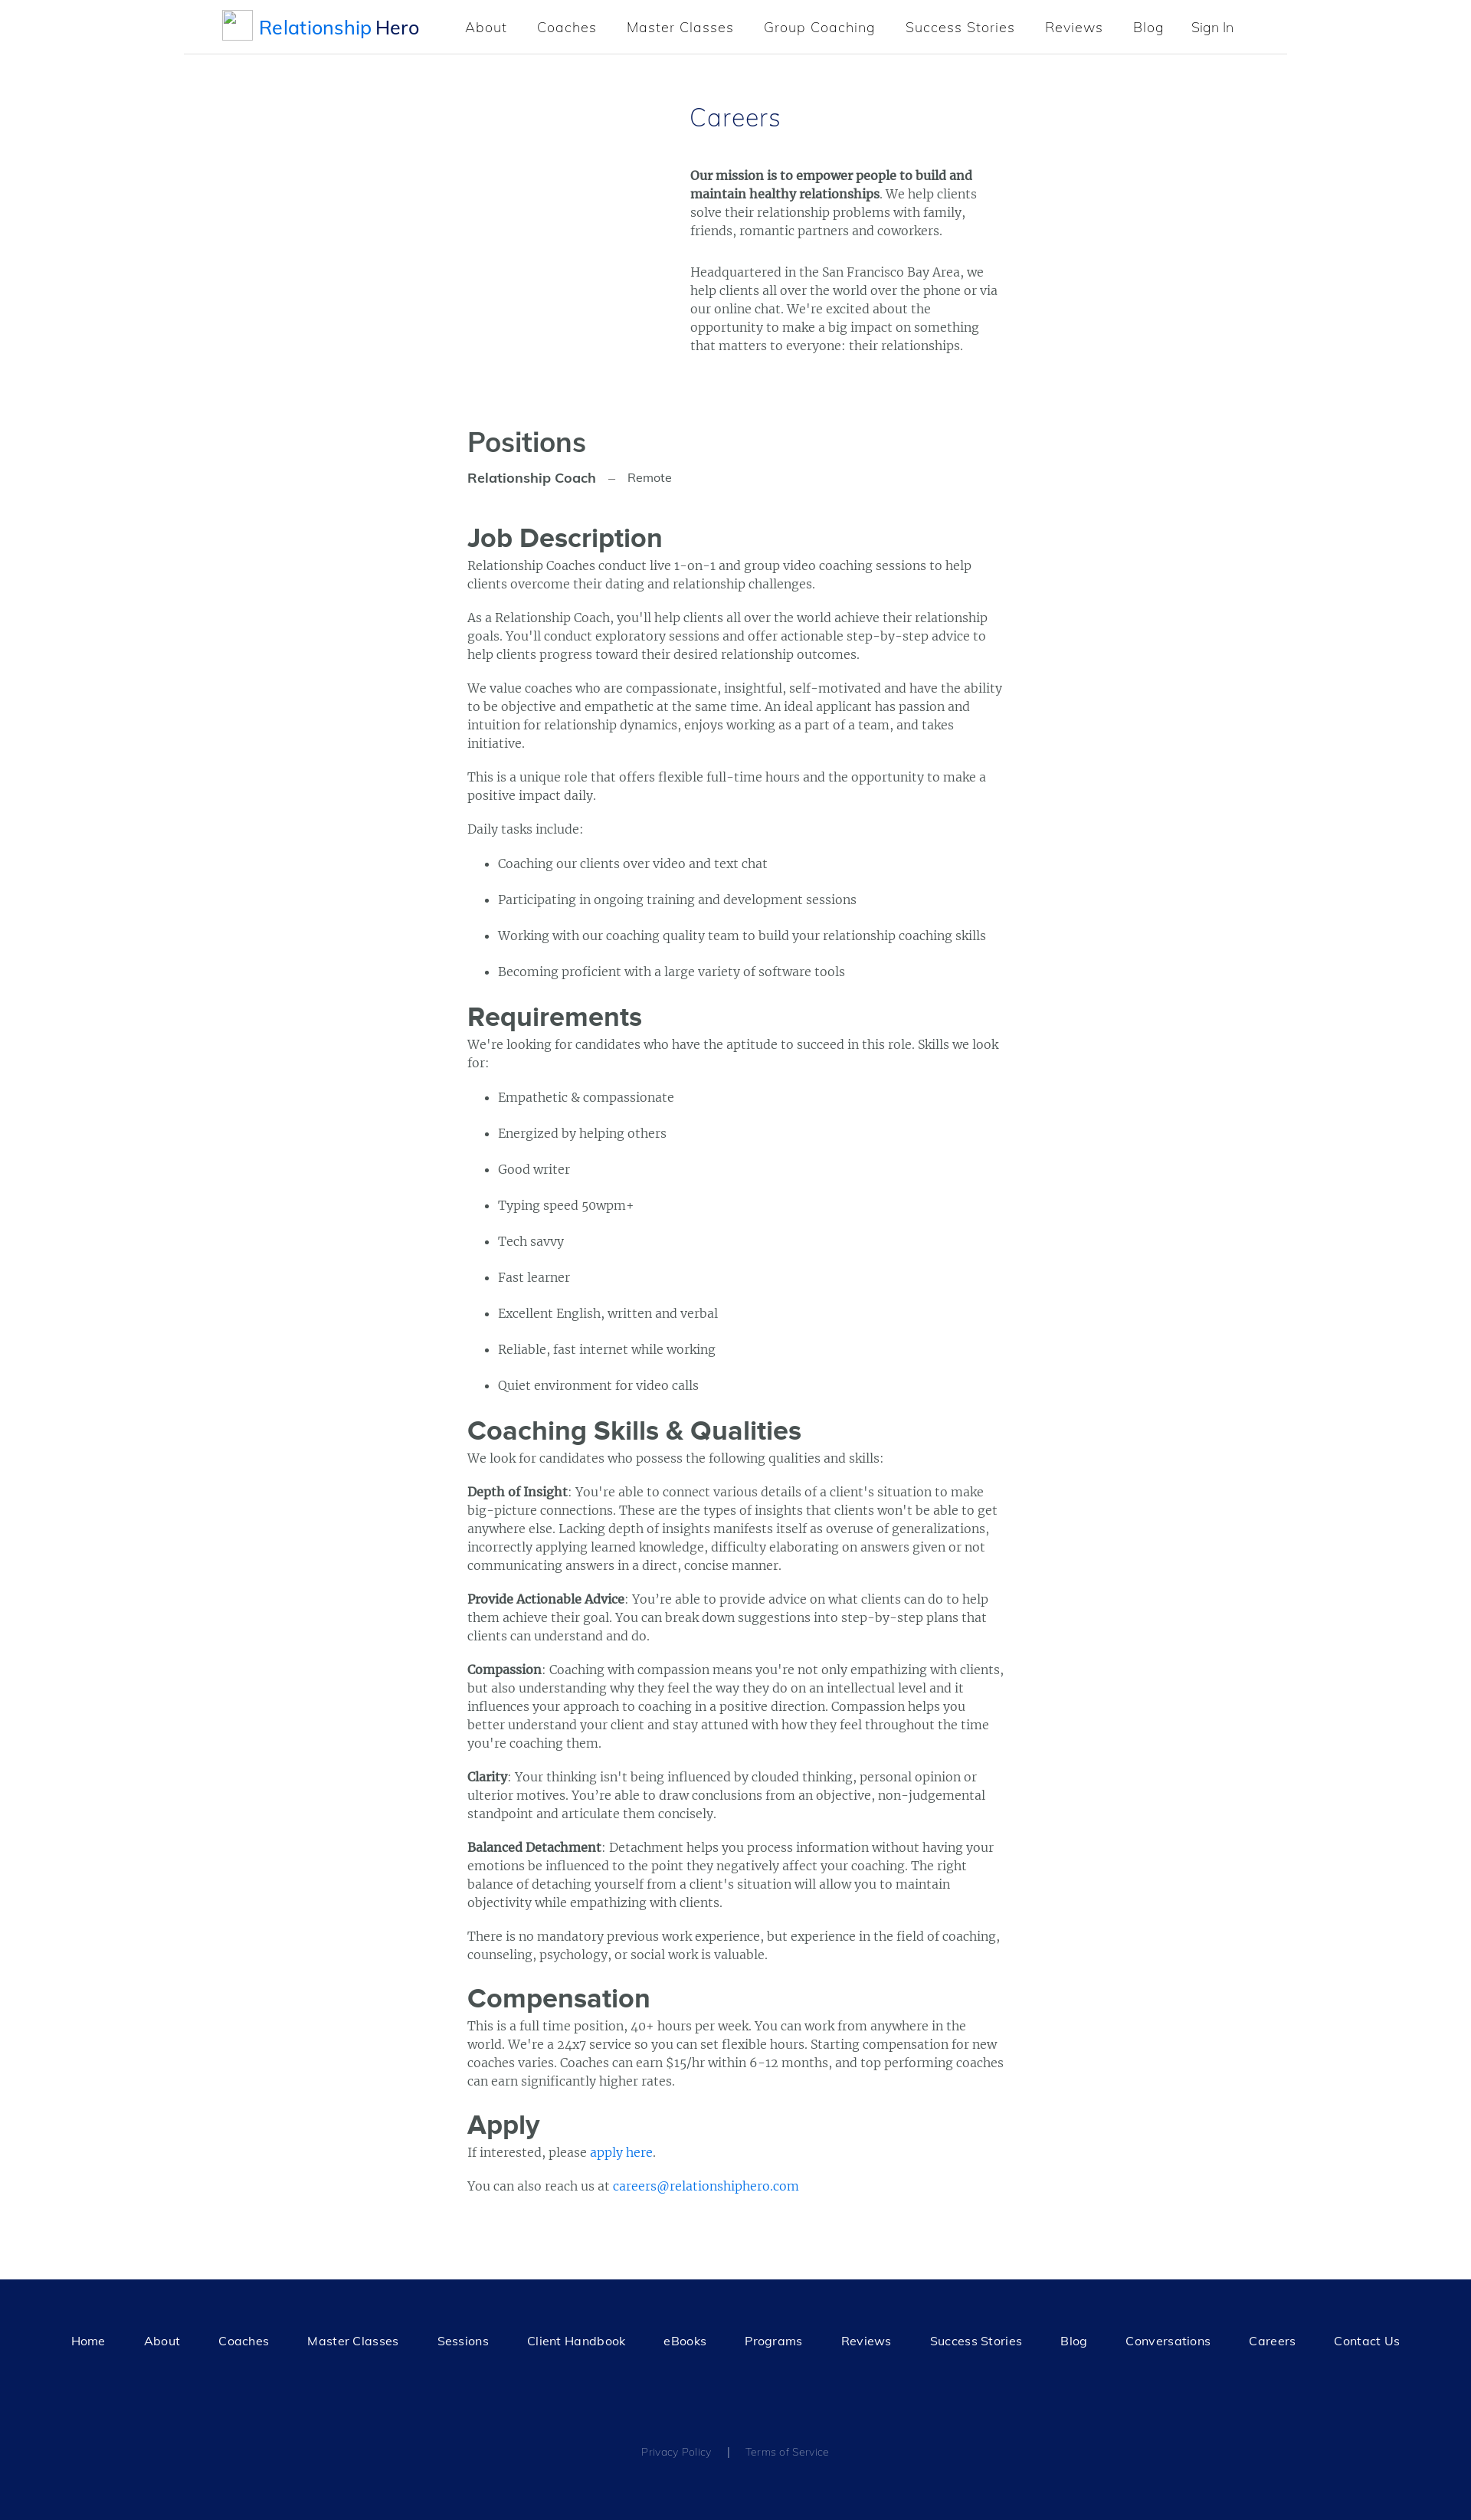 Relationship Hero
About
Coaches
Master Classes
Group Coaching
Success Stories
Reviews
Blog
Sign In
Careers
Our mission is to empower people to build and
maintain healthy relationships. We help clients
solve their relationship problems with family,
friends, romantic partners and coworkers.
Headquartered in the San Francisco Bay Area, we
help clients all over the world over the phone or via
our online chat. We're excited about the
opportunity to make a big impact on something
that matters to everyone: their relationships.
Positions
Relationship Coach – Remote
Job Description
Relationship Coaches conduct live 1-on-1 and group video coaching sessions to help
clients overcome their dating and relationship challenges.
As a Relationship Coach, you'll help clients all over the world achieve their relationship
goals. You'll conduct exploratory sessions and offer actionable step-by-step advice to
help clients progress toward their desired relationship outcomes.
We value coaches who are compassionate, insightful, self-motivated and have the ability
to be objective and empathetic at the same time. An ideal applicant has passion and
intuition for relationship dynamics, enjoys working as a part of a team, and takes
initiative.
This is a unique role that offers flexible full-time hours and the opportunity to make a
positive impact daily.
Daily tasks include:
• Coaching our clients over video and text chat
• Participating in ongoing training and development sessions
• Working with our coaching quality team to build your relationship coaching skills
• Becoming proficient with a large variety of software tools
Requirements
We're looking for candidates who have the aptitude to succeed in this role. Skills we look
for:
• Empathetic & compassionate
• Energized by helping others
• Good writer
• Typing speed 50wpm+
• Tech savvy
• Fast learner
• Excellent English, written and verbal
• Reliable, fast internet while working
• Quiet environment for video calls
Coaching Skills & Qualities
We look for candidates who possess the following qualities and skills:
Depth of Insight: You're able to connect various details of a client's situation to make
big-picture connections. These are the types of insights that clients won't be able to get
anywhere else. Lacking depth of insights manifests itself as overuse of generalizations,
incorrectly applying learned knowledge, difficulty elaborating on answers given or not
communicating answers in a direct, concise manner.
Provide Actionable Advice: You’re able to provide advice on what clients can do to help
them achieve their goal. You can break down suggestions into step-by-step plans that
clients can understand and do.
Compassion: Coaching with compassion means you're not only empathizing with clients,
but also understanding why they feel the way they do on an intellectual level and it
influences your approach to coaching in a positive direction. Compassion helps you
better understand your client and stay attuned with how they feel throughout the time
you're coaching them.
Clarity: Your thinking isn't being influenced by clouded thinking, personal opinion or
ulterior motives. You’re able to draw conclusions from an objective, non-judgemental
standpoint and articulate them concisely.
Balanced Detachment: Detachment helps you process information without having your
emotions be influenced to the point they negatively affect your coaching. The right
balance of detaching yourself from a client's situation will allow you to maintain
objectivity while empathizing with clients.
There is no mandatory previous work experience, but experience in the field of coaching,
counseling, psychology, or social work is valuable.
Compensation
This is a full time position, 40+ hours per week. You can work from anywhere in the
world. We're a 24x7 service so you can set flexible hours. Starting compensation for new
coaches varies. Coaches can earn $15/hr within 6-12 months, and top performing coaches
can earn significantly higher rates.
Apply
If interested, please apply here.
You can also reach us at careers@relationshiphero.com
Home
About
Coaches
Master Classes
Sessions
Client Handbook
eBooks
Programs
Reviews
Success Stories
Blog
Conversations
Careers
Contact Us
Privacy Policy | Terms of Service